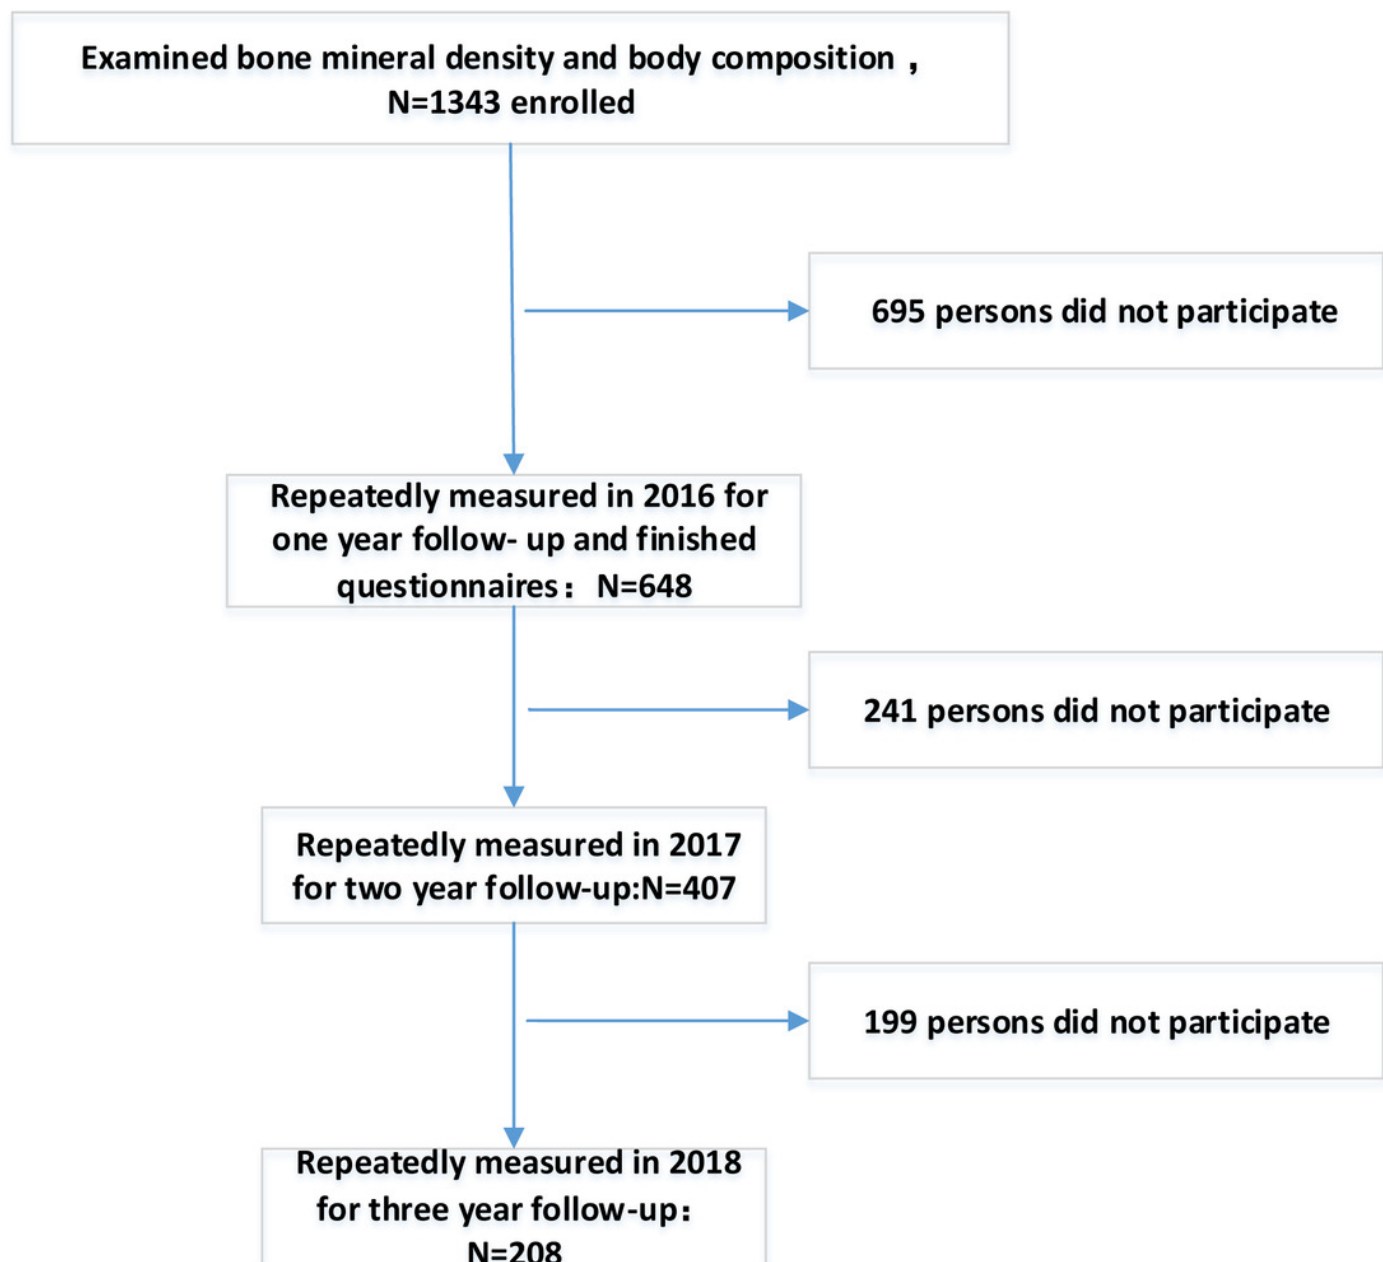 Examined bone mineral density and body composition，
N=1343 enrolled
695 persons did not participate
Repeatedly measured in 2016 for
one year follow- up and finished
questionnaires： N=648
241 persons did not participate
Repeatedly measured in 2017
for two year follow-up:N=407
199 persons did not participate
Repeatedly measured in 2018
for three year follow-up：
N=208